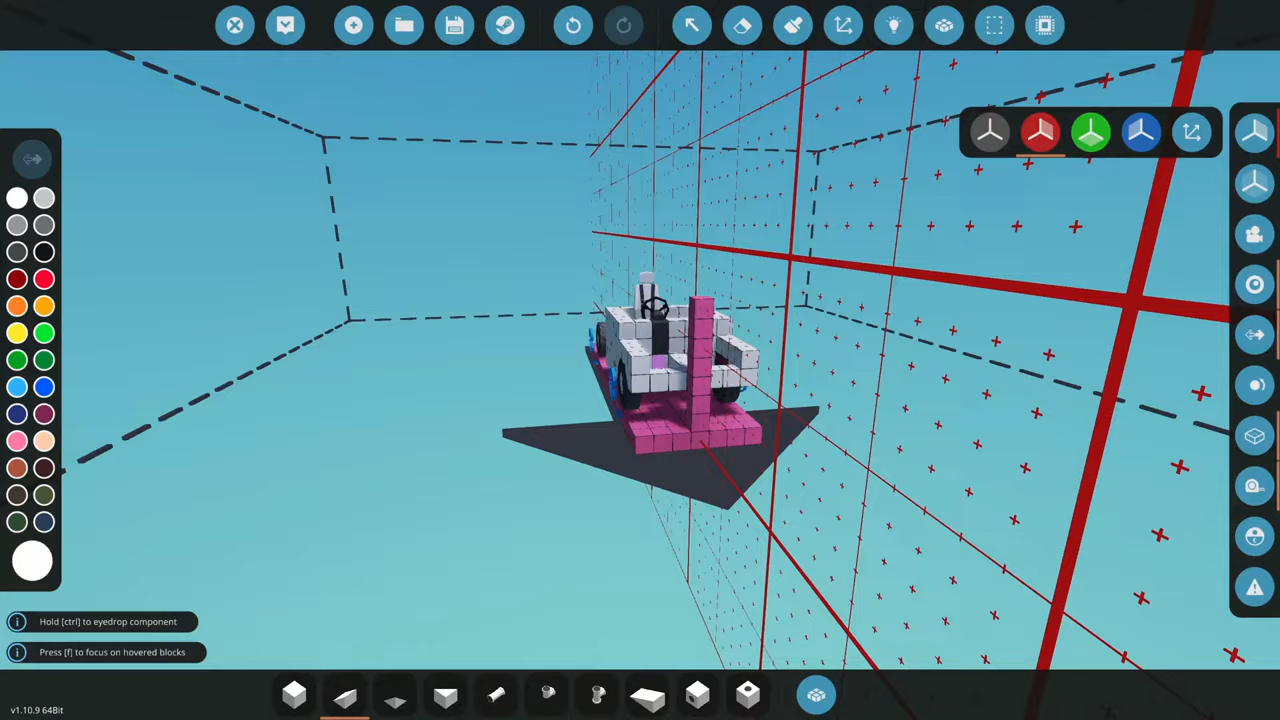 Hold [ctrl] to eyedrop component
Press [f] to focus on hovered blocks
v1.10.9 64Bit